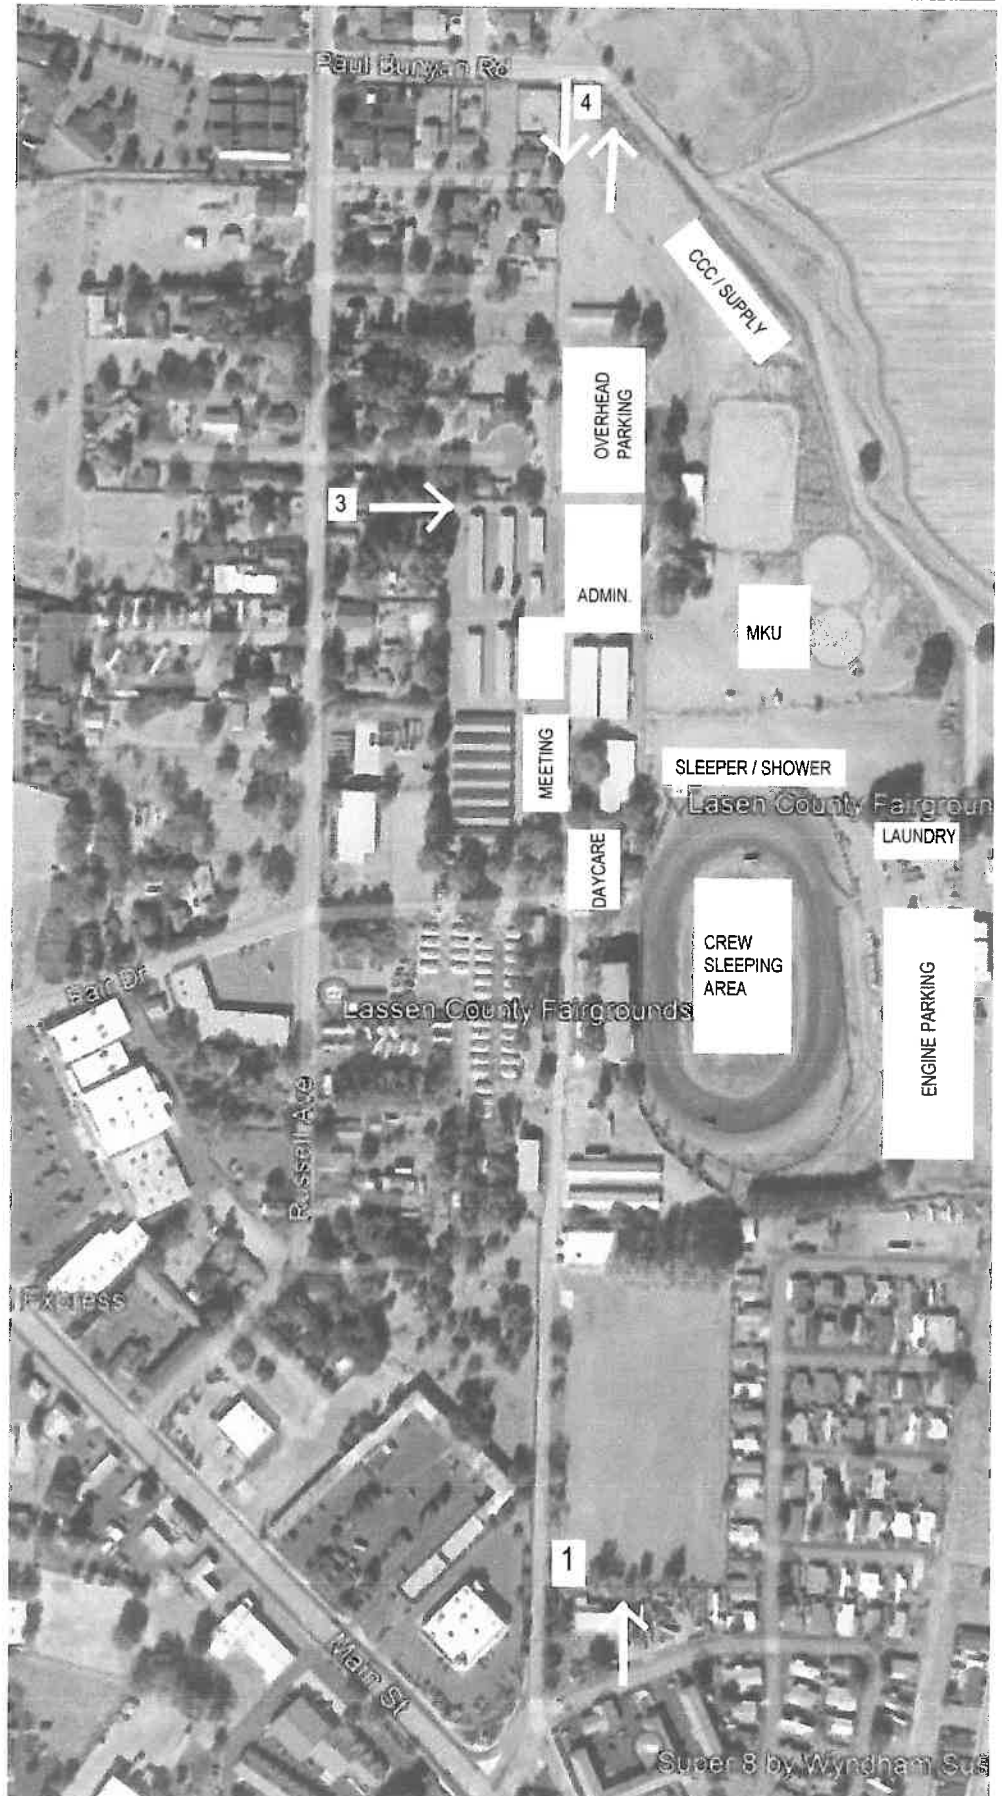 Paul Bunyan Rd
4
CCC / SUPPLY
OVERHEAD
PARKING
3
ADMIN.
MKU
MEETING
SLEEPER / SHOWER
Lasen County Fairgroun
LAUNDRY
DAYCARE
CREW
SLEEPING
AREA
Fair Dr
Lassen County Fairgrounds
ENGINE PARKING
Russell Ave
Express
1
Main St
Super 8 by Wyndham Sus